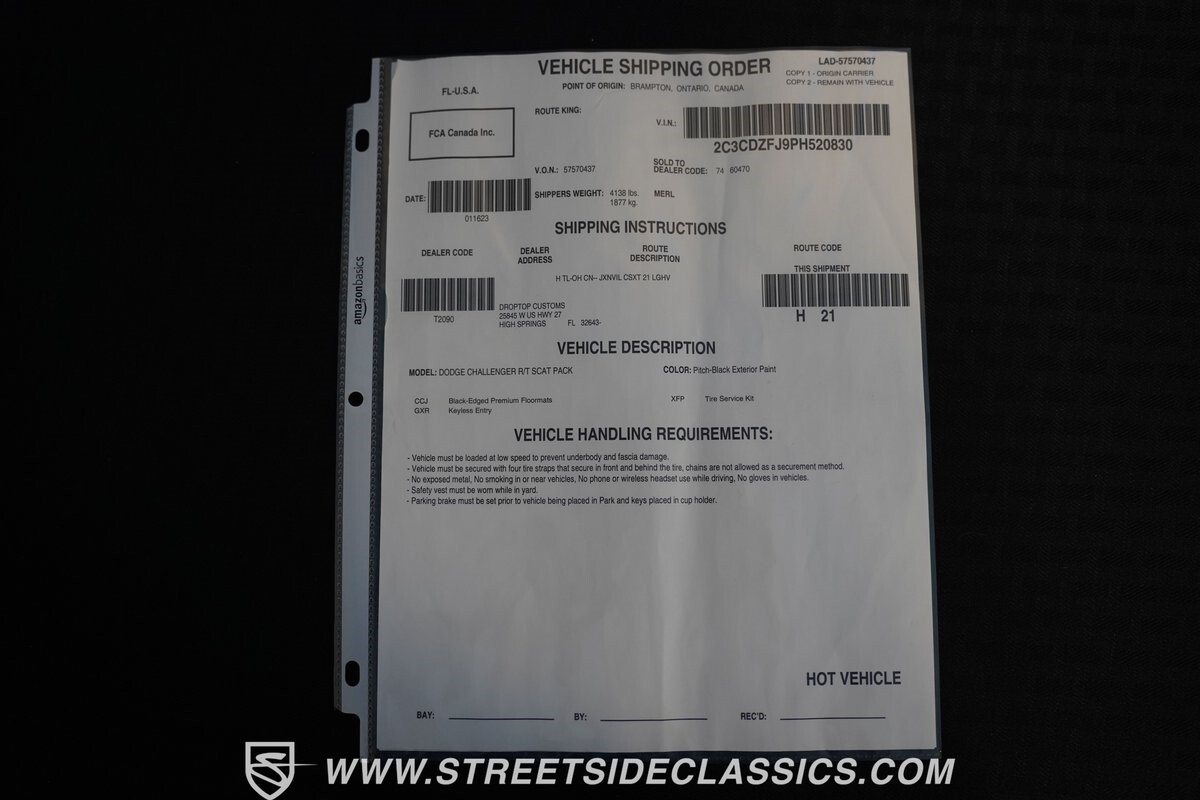 VEHICLE SHIPPING ORDER
LAD-57570437
POINT OF ORIGIN: BRAMPTON, ONTARIO, CANADA
COPY 1 - ORIGIN CARRIER
COPY 2 - REMAIN WITH VEHICLE
FL-U.S.A.
FCA Canada Inc.
ROUTE KING:
V.I.N.:
2C3CDZFJ9PH520830
V.O.N.: 57570437
SOLD TO
DEALER CODE: 74 60470
DATE:
011623
SHIPPERS WEIGHT: 4138 lbs.
1877 kg.
MERL
SHIPPING INSTRUCTIONS
DEALER CODE
DEALER
ADDRESS
ROUTE
DESCRIPTION
ROUTE CODE
THIS SHIPMENT
H TL-OH CN-- JXNVIL CSXT 21 LGHV
T2090
DROPTOP CUSTOMS
25845 W US HWY 27
HIGH SPRINGS FL 32643-
H 21
VEHICLE DESCRIPTION
MODEL: DODGE CHALLENGER R/T SCAT PACK
COLOR: Pitch-Black Exterior Paint
CCJ Black-Edged Premium Floormats
XFP Tire Service Kit
GXR Keyless Entry
VEHICLE HANDLING REQUIREMENTS:
- Vehicle must be loaded at low speed to prevent underbody and fascia damage.
- Vehicle must be secured with four tire straps that secure in front and behind the tire, chains are not allowed as a securement method.
- No exposed metal, No smoking in or near vehicles, No phone or wireless headset use while driving, No gloves in vehicles.
- Safety vest must be worn while in yard.
- Parking brake must be set prior to vehicle being placed in Park and keys placed in cup holder.
HOT VEHICLE
BAY:
BY:
REC'D:
amazonbasics
WWW.STREETSIDECLASSICS.COM